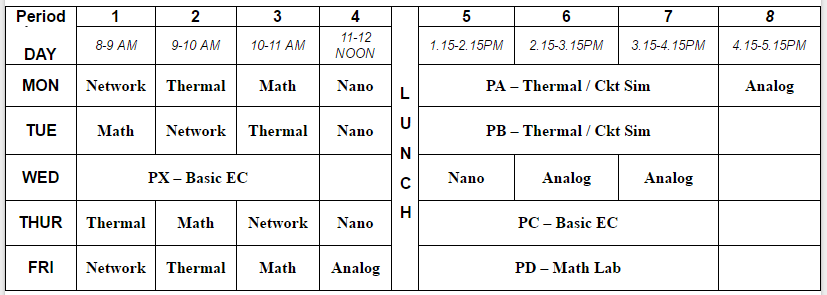 Period 1 2 3 4 5 6 7 8
DAY 8-9 AM 9-10 AM 10-11 AM 11-12 NOON 1.15-2.15PM 2.15-3.15PM 3.15-4.15PM 4.15-5.15PM
LUNCH
MON Network Thermal Math Nano PA – Thermal / Ckt Sim Analog
TUE Math Network Thermal Nano PB – Thermal / Ckt Sim
WED PX – Basic EC Nano Analog Analog
THUR Thermal Math Network Nano PC – Basic EC
FRI Network Thermal Math Analog PD – Math Lab